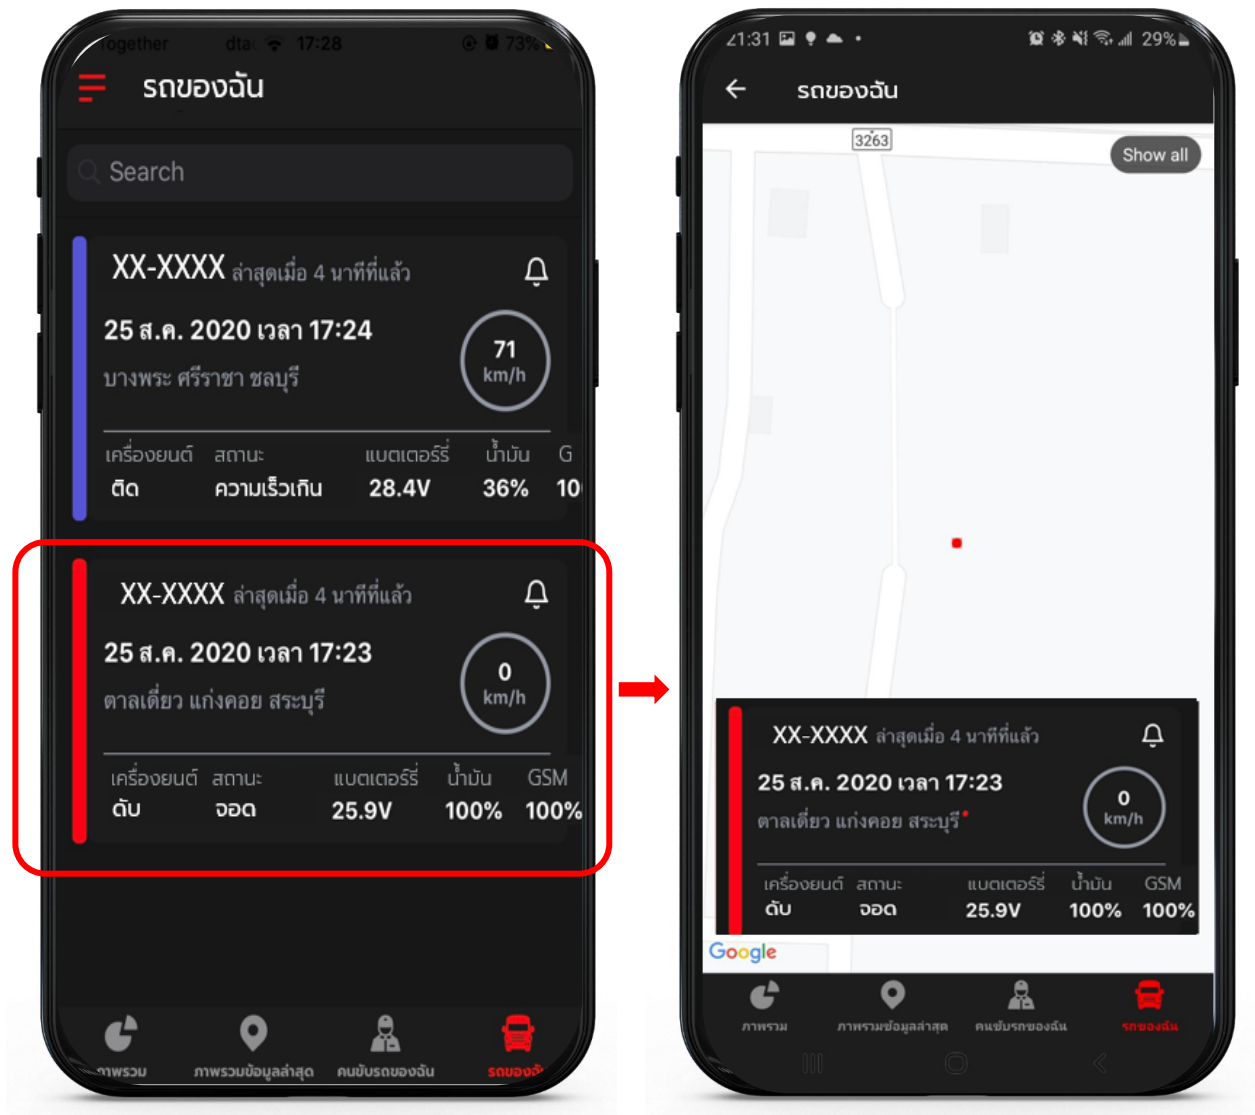 Together dta 17:28 73%
รถของฉัน
Search
XX-XXXX ล่าสุดเมื่อ 4 นาทีที่แล้ว
25 ส.ค. 2020 เวลา 17:24
บางพระ ศรีราชา ชลบุรี
71
km/h
เครื่องยนต์ สถานะ แบตเตอร์รี่ น้ำมัน G
ติด ความเร็วเกิน 28.4V 36% 10
XX-XXXX ล่าสุดเมื่อ 4 นาทีที่แล้ว
25 ส.ค. 2020 เวลา 17:23
ตาลเดี่ยว แก่งคอย สระบุรี
0
km/h
เครื่องยนต์ สถานะ แบตเตอร์รี่ น้ำมัน GSM
ดับ จอด 25.9V 100% 100%
ภาพรวม ภาพรวมข้อมูลล่าสุด คนขับรถของฉัน รถของฉัน
21:31 29%
รถของฉัน
3263
Show all
XX-XXXX ล่าสุดเมื่อ 4 นาทีที่แล้ว
25 ส.ค. 2020 เวลา 17:23
ตาลเดี่ยว แก่งคอย สระบุรี
0
km/h
เครื่องยนต์ สถานะ แบตเตอร์รี่ น้ำมัน GSM
ดับ จอด 25.9V 100% 100%
Google
ภาพรวม ภาพรวมข้อมูลล่าสุด คนขับรถของฉัน รถของฉัน